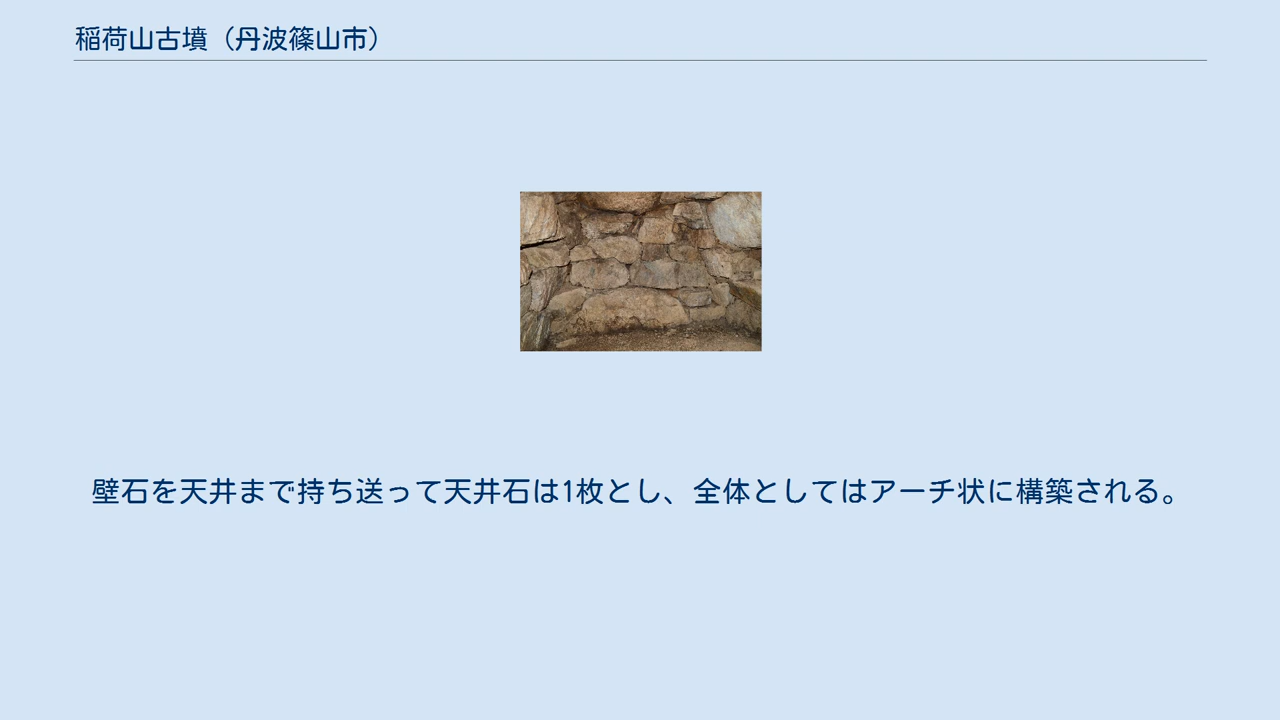 稲荷山古墳（丹波篠山市）
壁石を天井まで持ち送って天井石は1枚とし、全体としてはアーチ状に構築される。